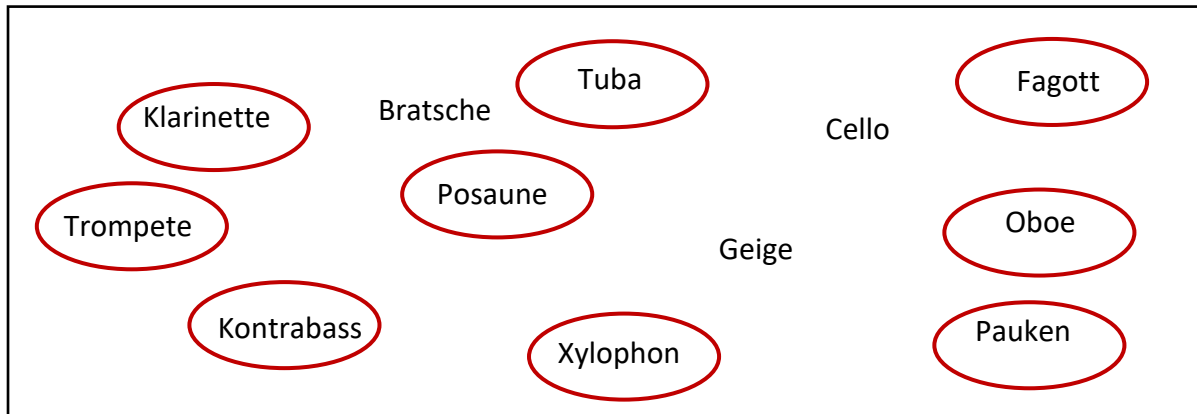 Tuba
Fagott
Klarinette
Bratsche
Cello
Posaune
Trompete
Oboe
Geige
Kontrabass
Pauken
Xylophon